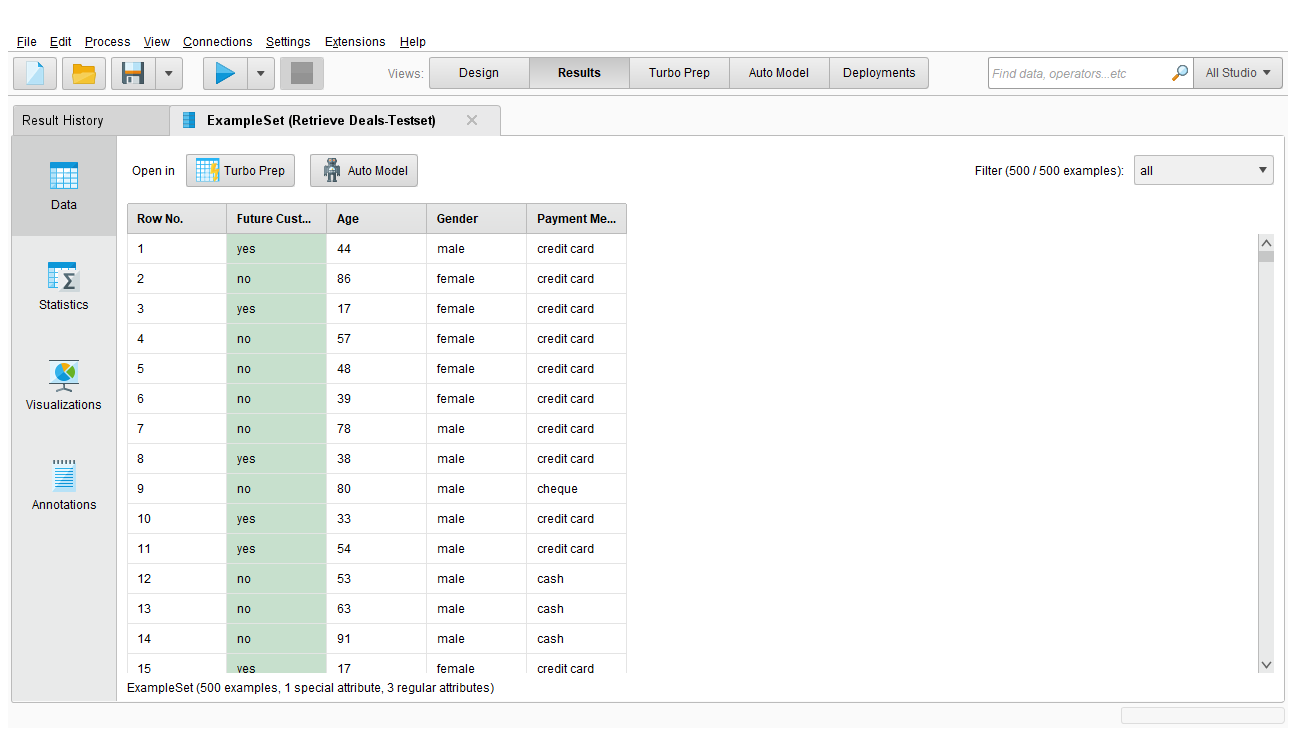 File Edit Process View Connections Settings Extensions Help
Views: Design Results Turbo Prep Auto Model Deployments Find data, operators...etc All Studio
Result History ExampleSet (Retrieve Deals-Testset)
Data
Statistics
Visualizations
Annotations
Open in Turbo Prep Auto Model Filter (500 / 500 examples): all
Row No. Future Cust... Age Gender Payment Me...
1 yes 44 male credit card
2 no 86 female credit card
3 yes 17 female credit card
4 no 57 female credit card
5 no 48 female credit card
6 no 39 female credit card
7 no 78 male credit card
8 yes 38 male credit card
9 no 80 male cheque
10 yes 33 male credit card
11 yes 54 male credit card
12 no 53 male cash
13 no 63 male cash
14 no 91 male cash
15 yes 17 female credit card
ExampleSet (500 examples, 1 special attribute, 3 regular attributes)